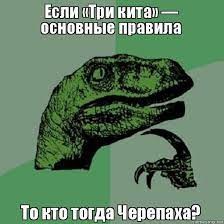 Если «Три кита» —
основные правила
То кто тогда Черепаха?